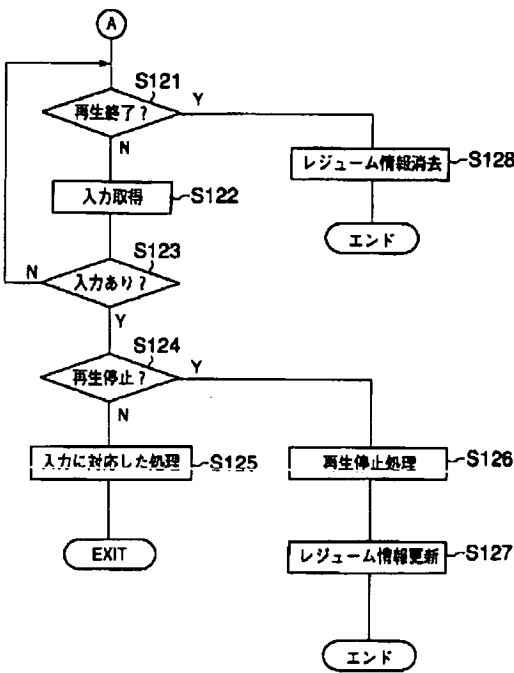 A
S121
再生終了?
Y
N
レジューム情報消去
S128
入力取得
S122
エンド
S123
N
入力あり?
Y
S124
再生停止?
Y
N
入力に対応した処理
S125
再生停止処理
S126
EXIT
レジューム情報更新
S127
エンド